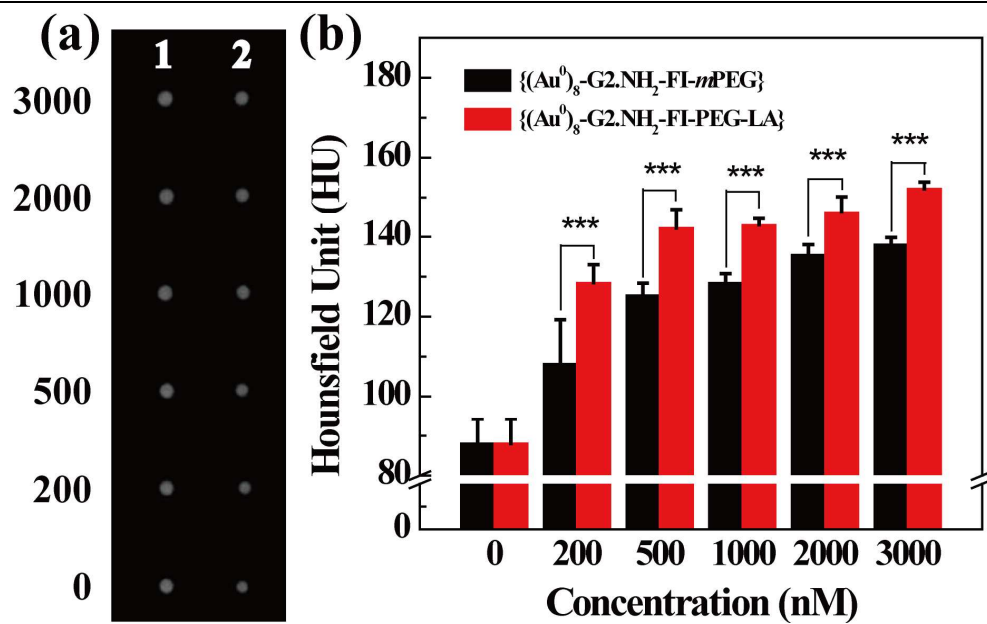 (a)
1 2
3000
2000
1000
500
200
0
(b)
{(Au⁰)₈-G2.NH₂-FI-mPEG}
{(Au⁰)₈-G2.NH₂-FI-PEG-LA}
Hounsfield Unit (HU)
180
160
140
120
100
80
0
*** *** *** *** ***
0 200 500 1000 2000 3000
Concentration (nM)